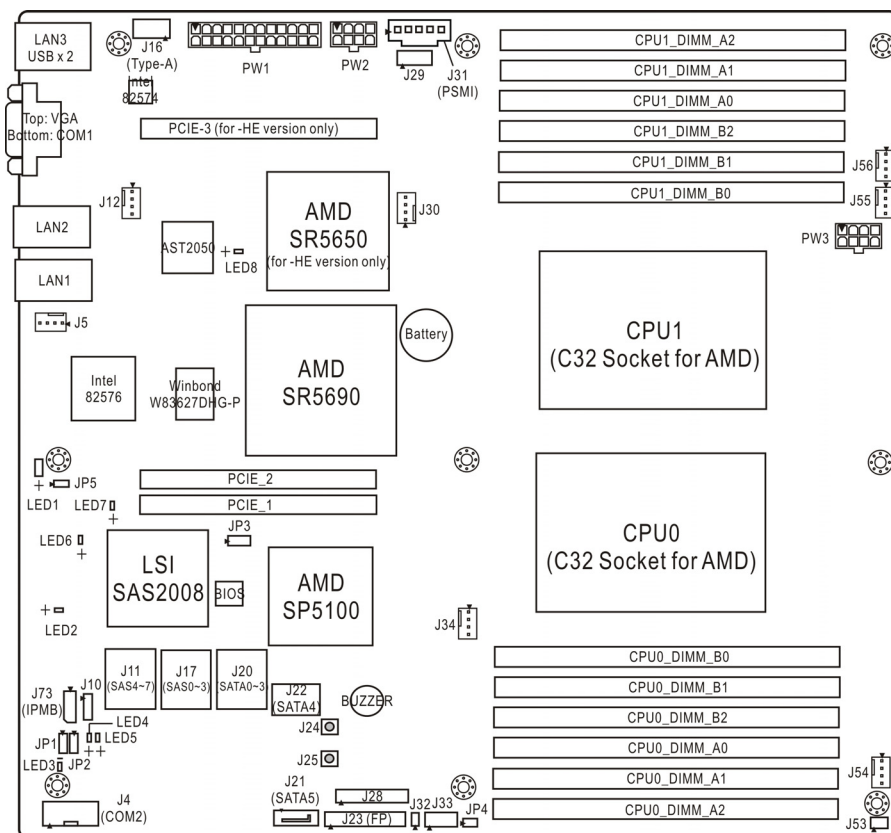 LAN3
USB x 2
J16
(Type-A)
Intel
82574
PW1
PW2
J29
J31
(PSMI)
CPU1_DIMM_A2
CPU1_DIMM_A1
CPU1_DIMM_A0
CPU1_DIMM_B2
CPU1_DIMM_B1
CPU1_DIMM_B0
J56
J55
PW3
Top: VGA
Bottom: COM1
PCIE-3 (for -HE version only)
J12
J30
AMD
SR5650
(for -HE version only)
LAN2
AST2050
LED8
LAN1
J5
Battery
CPU1
(C32 Socket for AMD)
AMD
SR5690
Intel
82576
Winbond
W83627DHG-P
JP5
LED1
PCIE_2
PCIE_1
LED7
JP3
LED6
LSI
SAS2008
BIOS
AMD
SP5100
CPU0
(C32 Socket for AMD)
LED2
J34
J11
(SAS4~7)
J17
(SAS0~3)
J20
(SATA0~3)
J22
(SATA4)
BUZZER
J73
(IPMB)
J10
LED4
LED5
J24
JP1
JP2
LED3
J25
CPU0_DIMM_B0
CPU0_DIMM_B1
CPU0_DIMM_B2
CPU0_DIMM_A0
CPU0_DIMM_A1
CPU0_DIMM_A2
J54
J53
J4
(COM2)
J21
(SATA5)
J28
J23 (FP)
J32
J33
JP4